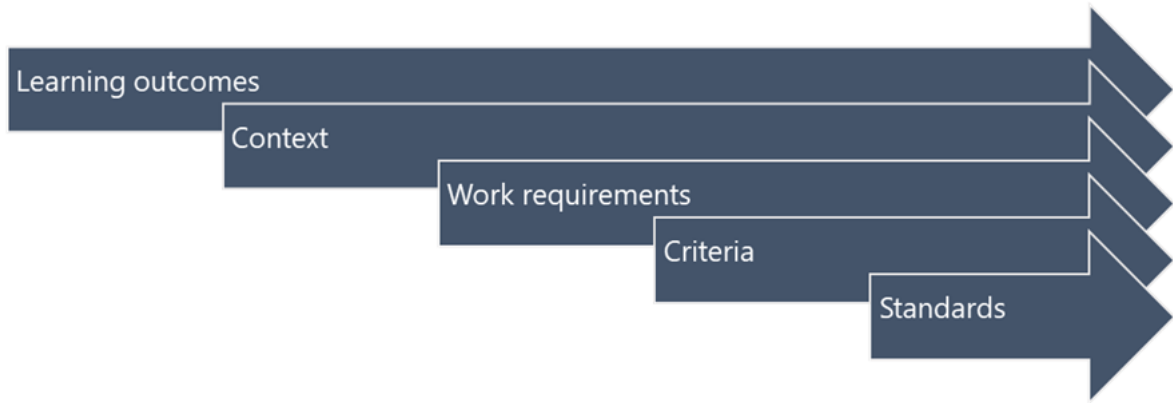 Learning outcomes
Context
Work requirements
Criteria
Standards